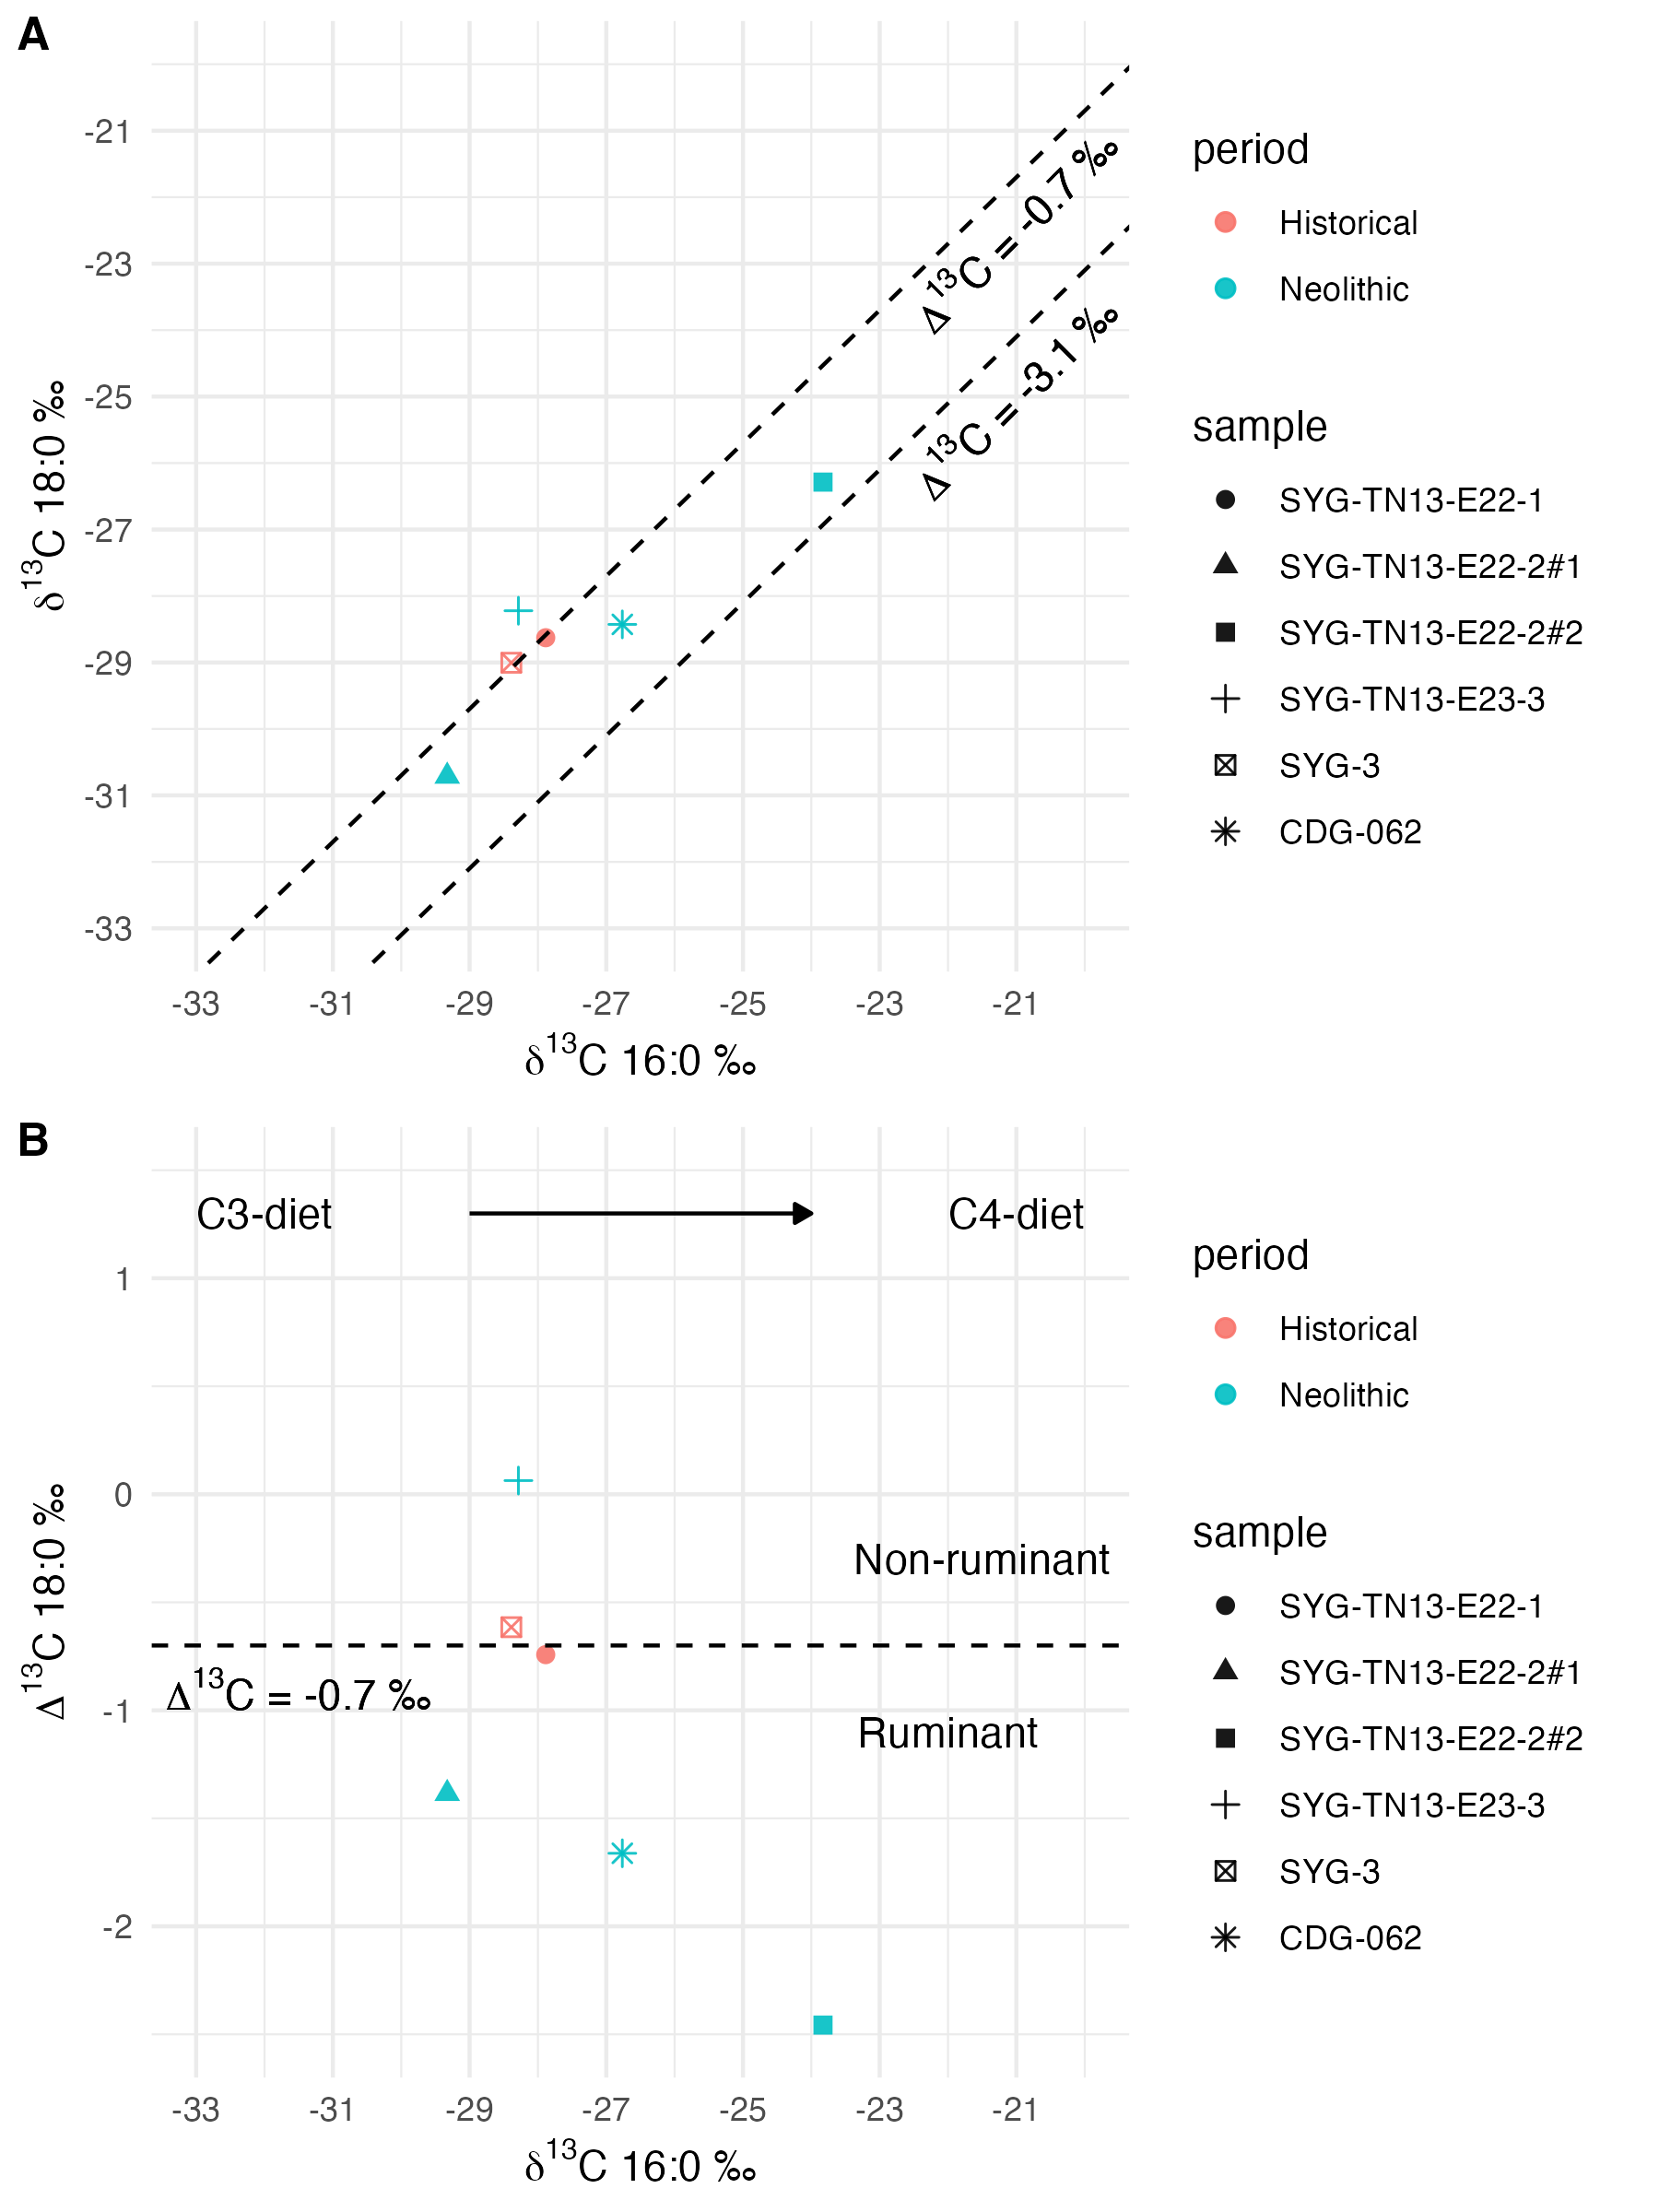 A
-21
-23
-25
-27
-29
-31
-33
δ¹³C 18:0 ‰
Δ¹³C = -0.7 ‰
Δ¹³C = -3.1 ‰
-33 -31 -29 -27 -25 -23 -21
δ¹³C 16:0 ‰
period
Historical
Neolithic
sample
SYG-TN13-E22-1
SYG-TN13-E22-2#1
SYG-TN13-E22-2#2
SYG-TN13-E23-3
SYG-3
CDG-062
B
C3-diet C4-diet
1
0
-1
-2
Δ¹³C 18:0 ‰
Non-ruminant
Δ¹³C = -0.7 ‰
Ruminant
-33 -31 -29 -27 -25 -23 -21
δ¹³C 16:0 ‰
period
Historical
Neolithic
sample
SYG-TN13-E22-1
SYG-TN13-E22-2#1
SYG-TN13-E22-2#2
SYG-TN13-E23-3
SYG-3
CDG-062